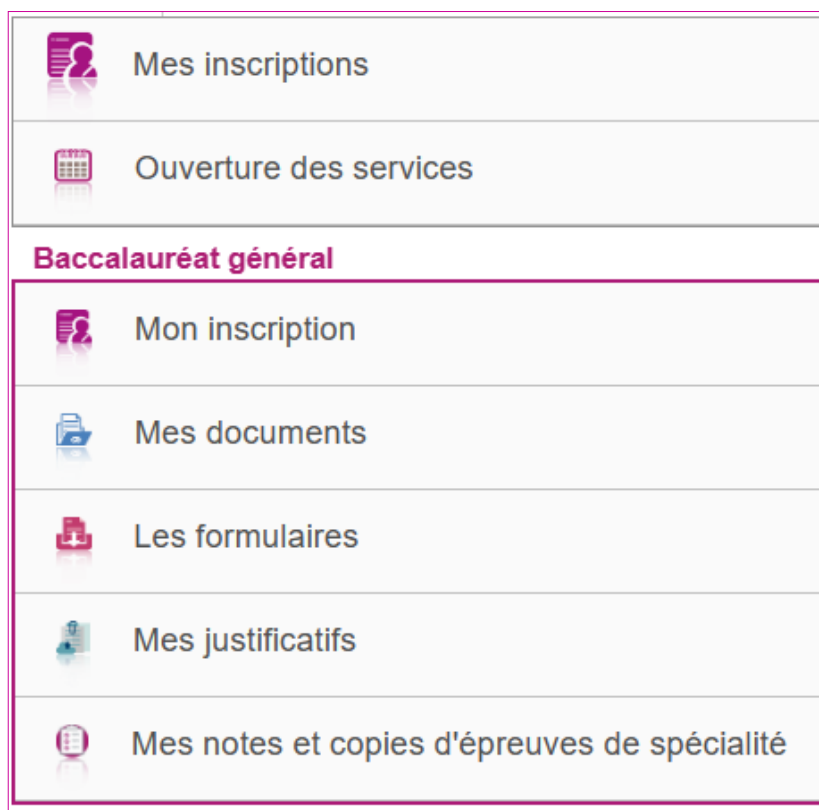 Mes inscriptions
Ouverture des services
Baccalauréat général
Mon inscription
Mes documents
Les formulaires
Mes justificatifs
Mes notes et copies d'épreuves de spécialité